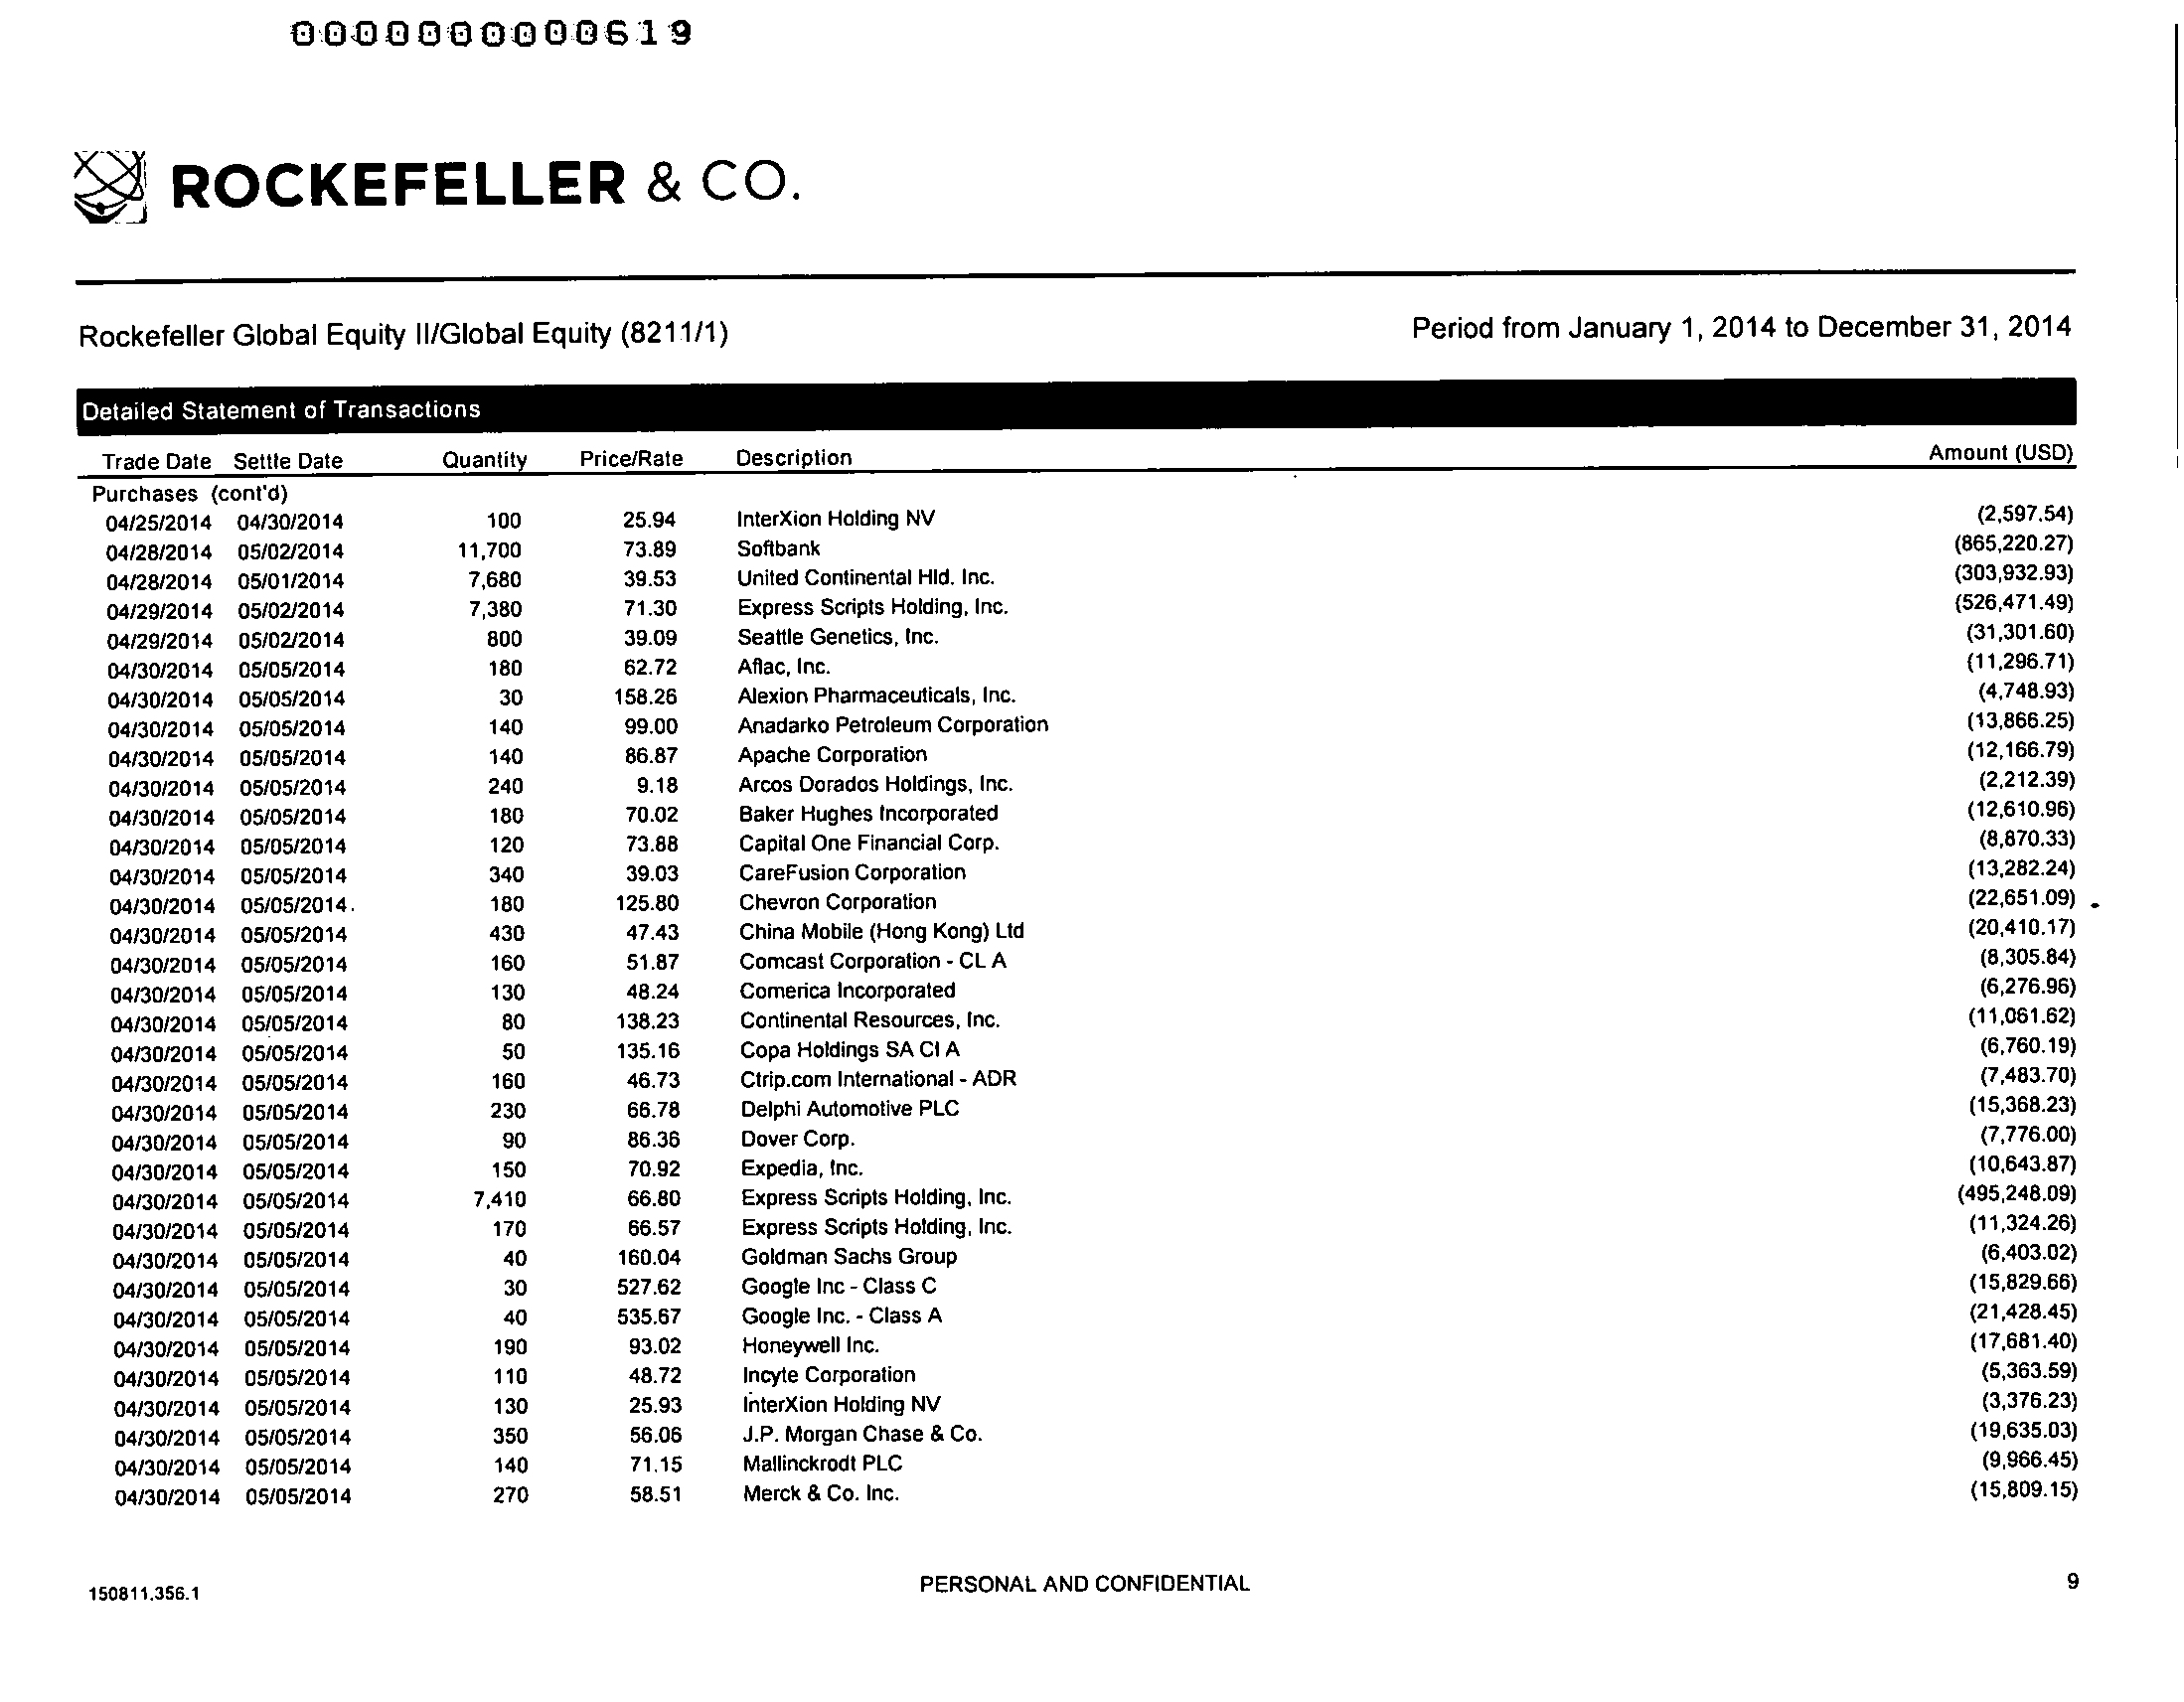 0000000000619
ROCKEFELLER & CO.
Rockefeller Global Equity II/Global Equity (8211/1) Period from January 1, 2014 to December 31, 2014
Detailed Statement of Transactions
Trade Date Settle Date Quantity Price/Rate Description Amount (USD)
Purchases (cont'd)
04/25/2014 04/30/2014 100 25.94 InterXion Holding NV (2,597.54)
04/28/2014 05/02/2014 11,700 73.89 Softbank (865,220.27)
04/28/2014 05/01/2014 7,680 39.53 United Continental Hld. Inc. (303,932.93)
04/29/2014 05/02/2014 7,380 71.30 Express Scripts Holding, Inc. (526,471.49)
04/29/2014 05/02/2014 800 39.09 Seattle Genetics, Inc. (31,301.60)
04/30/2014 05/05/2014 180 62.72 Aflac, Inc. (11,296.71)
04/30/2014 05/05/2014 30 158.26 Alexion Pharmaceuticals, Inc. (4,748.93)
04/30/2014 05/05/2014 140 99.00 Anadarko Petroleum Corporation (13,866.25)
04/30/2014 05/05/2014 140 86.87 Apache Corporation (12,166.79)
04/30/2014 05/05/2014 240 9.18 Arcos Dorados Holdings, Inc. (2,212.39)
04/30/2014 05/05/2014 180 70.02 Baker Hughes Incorporated (12,610.96)
04/30/2014 05/05/2014 120 73.88 Capital One Financial Corp. (8,870.33)
04/30/2014 05/05/2014 340 39.03 CareFusion Corporation (13,282.24)
04/30/2014 05/05/2014 180 125.80 Chevron Corporation (22,651.09)
04/30/2014 05/05/2014 430 47.43 China Mobile (Hong Kong) Ltd (20,410.17)
04/30/2014 05/05/2014 160 51.87 Comcast Corporation - CL A (8,305.84)
04/30/2014 05/05/2014 130 48.24 Comerica Incorporated (6,276.96)
04/30/2014 05/05/2014 80 138.23 Continental Resources, Inc. (11,061.62)
04/30/2014 05/05/2014 50 135.16 Copa Holdings SA Cl A (6,760.19)
04/30/2014 05/05/2014 160 46.73 Ctrip.com International - ADR (7,483.70)
04/30/2014 05/05/2014 230 66.78 Delphi Automotive PLC (15,368.23)
04/30/2014 05/05/2014 90 86.36 Dover Corp. (7,776.00)
04/30/2014 05/05/2014 150 70.92 Expedia, Inc. (10,643.87)
04/30/2014 05/05/2014 7,410 66.80 Express Scripts Holding, Inc. (495,248.09)
04/30/2014 05/05/2014 170 66.57 Express Scripts Holding, Inc. (11,324.26)
04/30/2014 05/05/2014 40 160.04 Goldman Sachs Group (6,403.02)
04/30/2014 05/05/2014 30 527.62 Google Inc - Class C (15,829.66)
04/30/2014 05/05/2014 40 535.67 Google Inc. - Class A (21,428.45)
04/30/2014 05/05/2014 190 93.02 Honeywell Inc. (17,681.40)
04/30/2014 05/05/2014 110 48.72 Incyte Corporation (5,363.59)
04/30/2014 05/05/2014 130 25.93 InterXion Holding NV (3,376.23)
04/30/2014 05/05/2014 350 56.06 J.P. Morgan Chase & Co. (19,635.03)
04/30/2014 05/05/2014 140 71.15 Mallinckrodt PLC (9,966.45)
04/30/2014 05/05/2014 270 58.51 Merck & Co. Inc. (15,809.15)
150811.356.1 PERSONAL AND CONFIDENTIAL 9